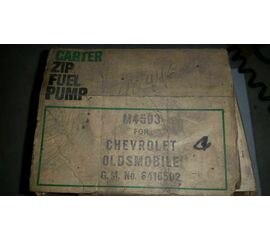 CARTER
ZIP
FUEL
PUMP
M4503
FOR
CHEVROLET
OLDSMOBILE
4
G.M. No. 6416502